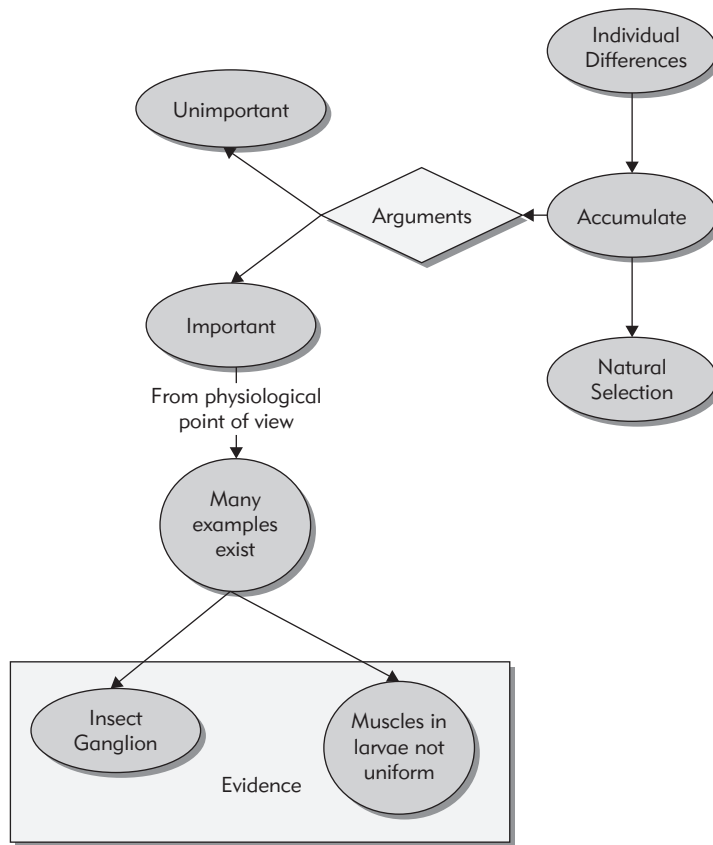 Individual
Differences
Unimportant
Arguments
Accumulate
Important
Natural
Selection
From physiological
point of view
Many
examples
exist
Insect
Ganglion
Muscles in
larvae not
uniform
Evidence